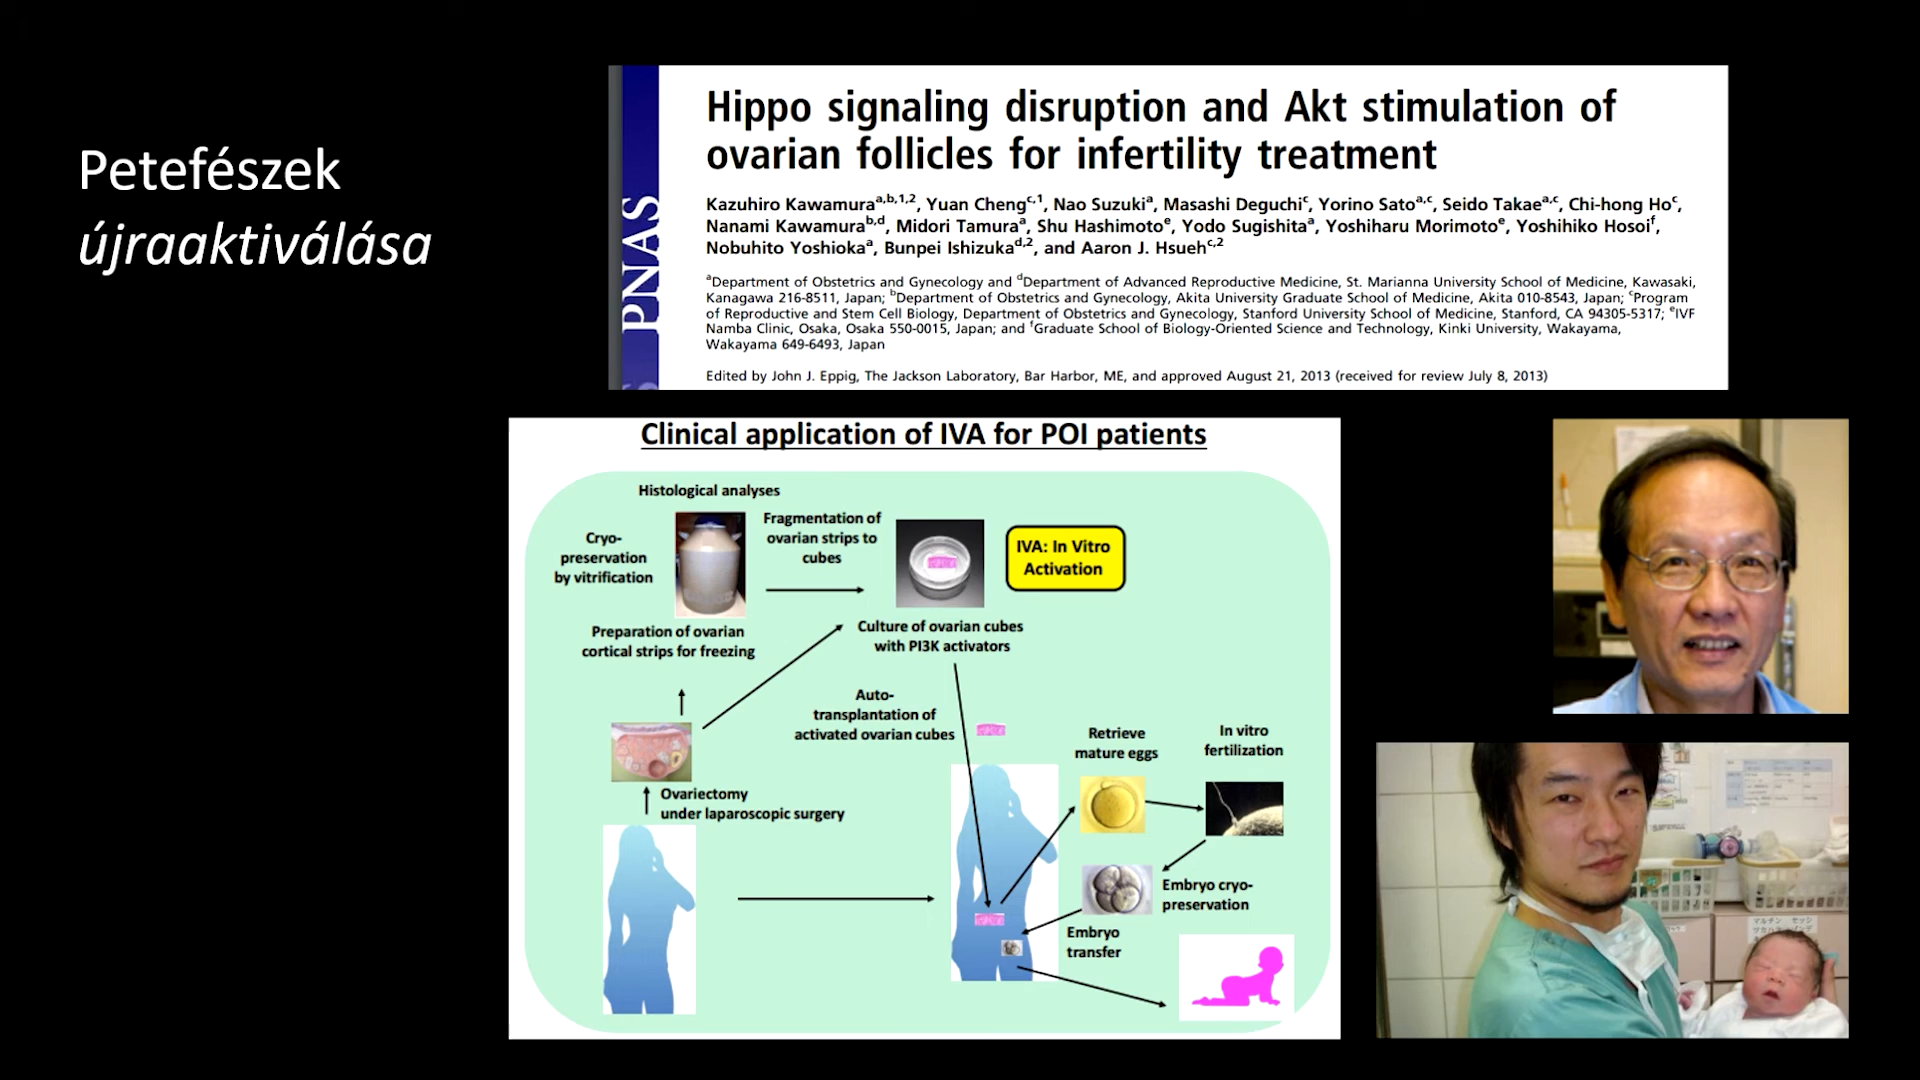 Petefészek
újraaktiválása
PNAS
Hippo signaling disruption and Akt stimulation of
ovarian follicles for infertility treatment
Kazuhiro Kawamuraa,b,1,2, Yuan Chengc,1, Nao Suzukia, Masashi Deguchic, Yorino Satoa,c, Seido Takaea,c, Chi-hong Hoc,
Nanami Kawamurab,d, Midori Tamuraa, Shu Hashimotoe, Yodo Sugishitaa, Yoshiharu Morimotoe, Yoshihiko Hosoif,
Nobuhito Yoshiokaa, Bunpei Ishizukad,2, and Aaron J. Hsuehc,2
aDepartment of Obstetrics and Gynecology and dDepartment of Advanced Reproductive Medicine, St. Marianna University School of Medicine, Kawasaki,
Kanagawa 216-8511, Japan; bDepartment of Obstetrics and Gynecology, Akita University Graduate School of Medicine, Akita 010-8543, Japan; cProgram
of Reproductive and Stem Cell Biology, Department of Obstetrics and Gynecology, Stanford University School of Medicine, Stanford, CA 94305-5317; eIVF
Namba Clinic, Osaka, Osaka 550-0015, Japan; and fGraduate School of Biology-Oriented Science and Technology, Kinki University, Wakayama,
Wakayama 649-6493, Japan
Edited by John J. Eppig, The Jackson Laboratory, Bar Harbor, ME, and approved August 21, 2013 (received for review July 8, 2013)
Clinical application of IVA for POI patients
Histological analyses
Cryo-
preservation
by vitrification
Fragmentation of
ovarian strips to
cubes
IVA: In Vitro
Activation
Preparation of ovarian
cortical strips for freezing
Culture of ovarian cubes
with PI3K activators
Auto-
transplantation of
activated ovarian cubes
Retrieve
mature eggs
In vitro
fertilization
Ovariectomy
under laparoscopic surgery
Embryo cryo-
preservation
Embryo
transfer